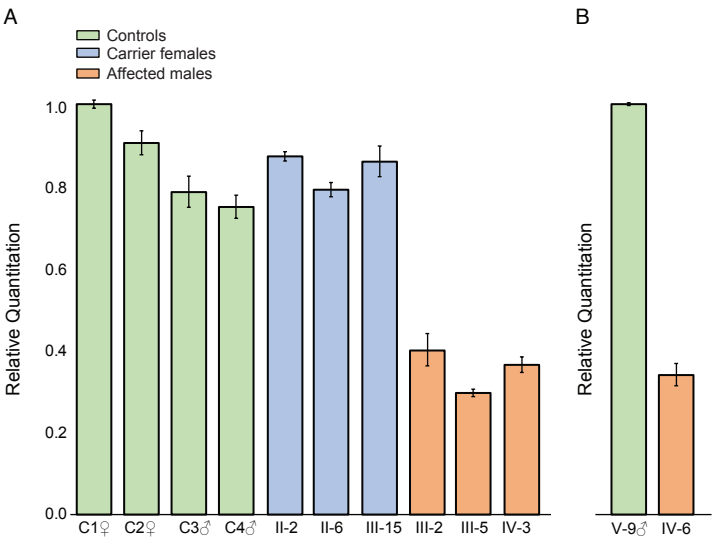 A
B
Controls
Carrier females
Affected males
Relative Quantitation
1.0
0.8
0.6
0.4
0.2
0.0
C1♀ C2♀ C3♂ C4♂ II-2 II-6 III-15 III-2 III-5 IV-3
Relative Quantitation
V-9♂ IV-6